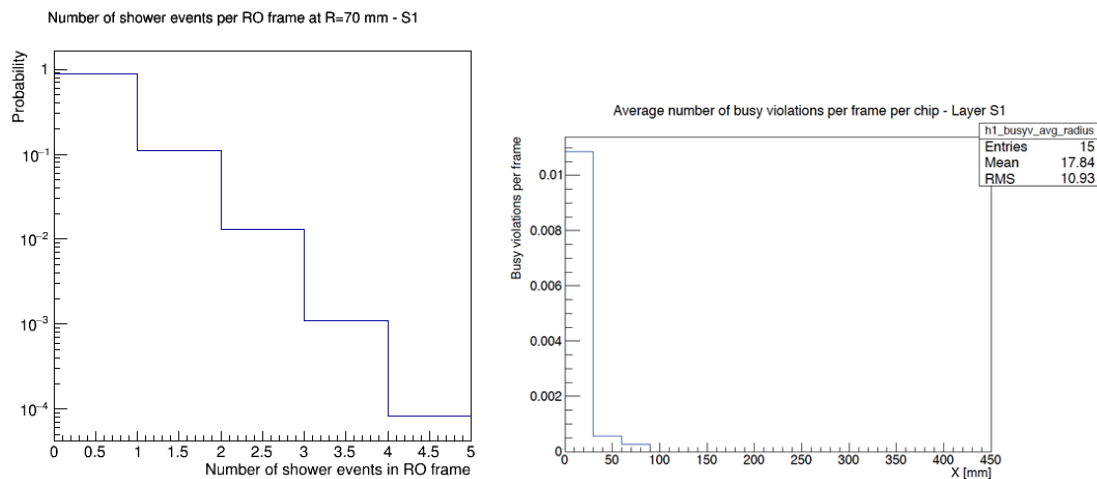 Number of shower events per RO frame at R=70 mm - S1
Probability
1
10⁻¹
10⁻²
10⁻³
10⁻⁴
0 0.5 1 1.5 2 2.5 3 3.5 4 4.5 5
Number of shower events in RO frame
Average number of busy violations per frame per chip - Layer S1
h1_busyv_avg_radius
Entries 15
Mean 17.84
RMS 10.93
Busy violations per frame
0.01
0.008
0.006
0.004
0.002
0
0 50 100 150 200 250 300 350 400 450
X [mm]